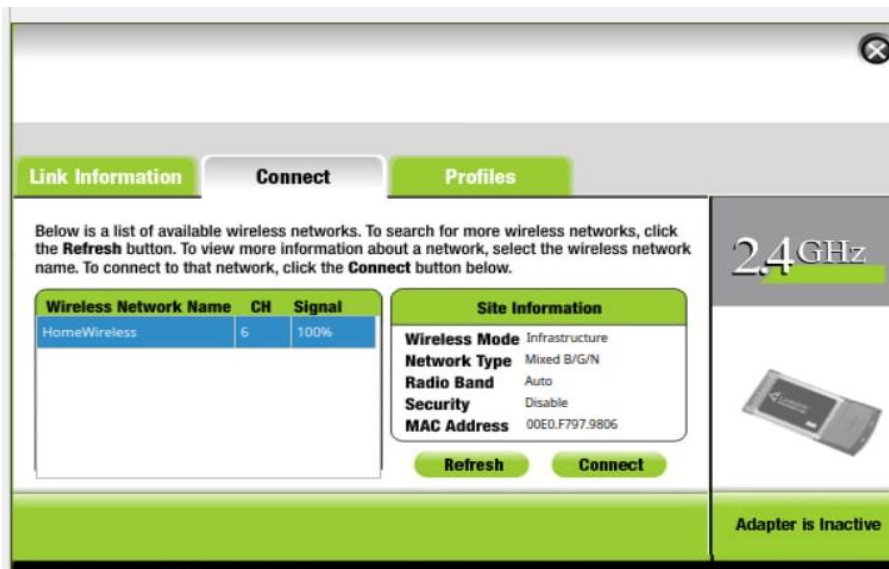 Link Information Connect Profiles
Below is a list of available wireless networks. To search for more wireless networks, click
the Refresh button. To view more information about a network, select the wireless network
name. To connect to that network, click the Connect button below.
Wireless Network Name CH Signal
HomeWireless 6 100%
Site Information
Wireless Mode Infrastructure
Network Type Mixed B/G/N
Radio Band Auto
Security Disable
MAC Address 00E0.F797.9806
Refresh Connect
2.4GHz
Adapter is Inactive